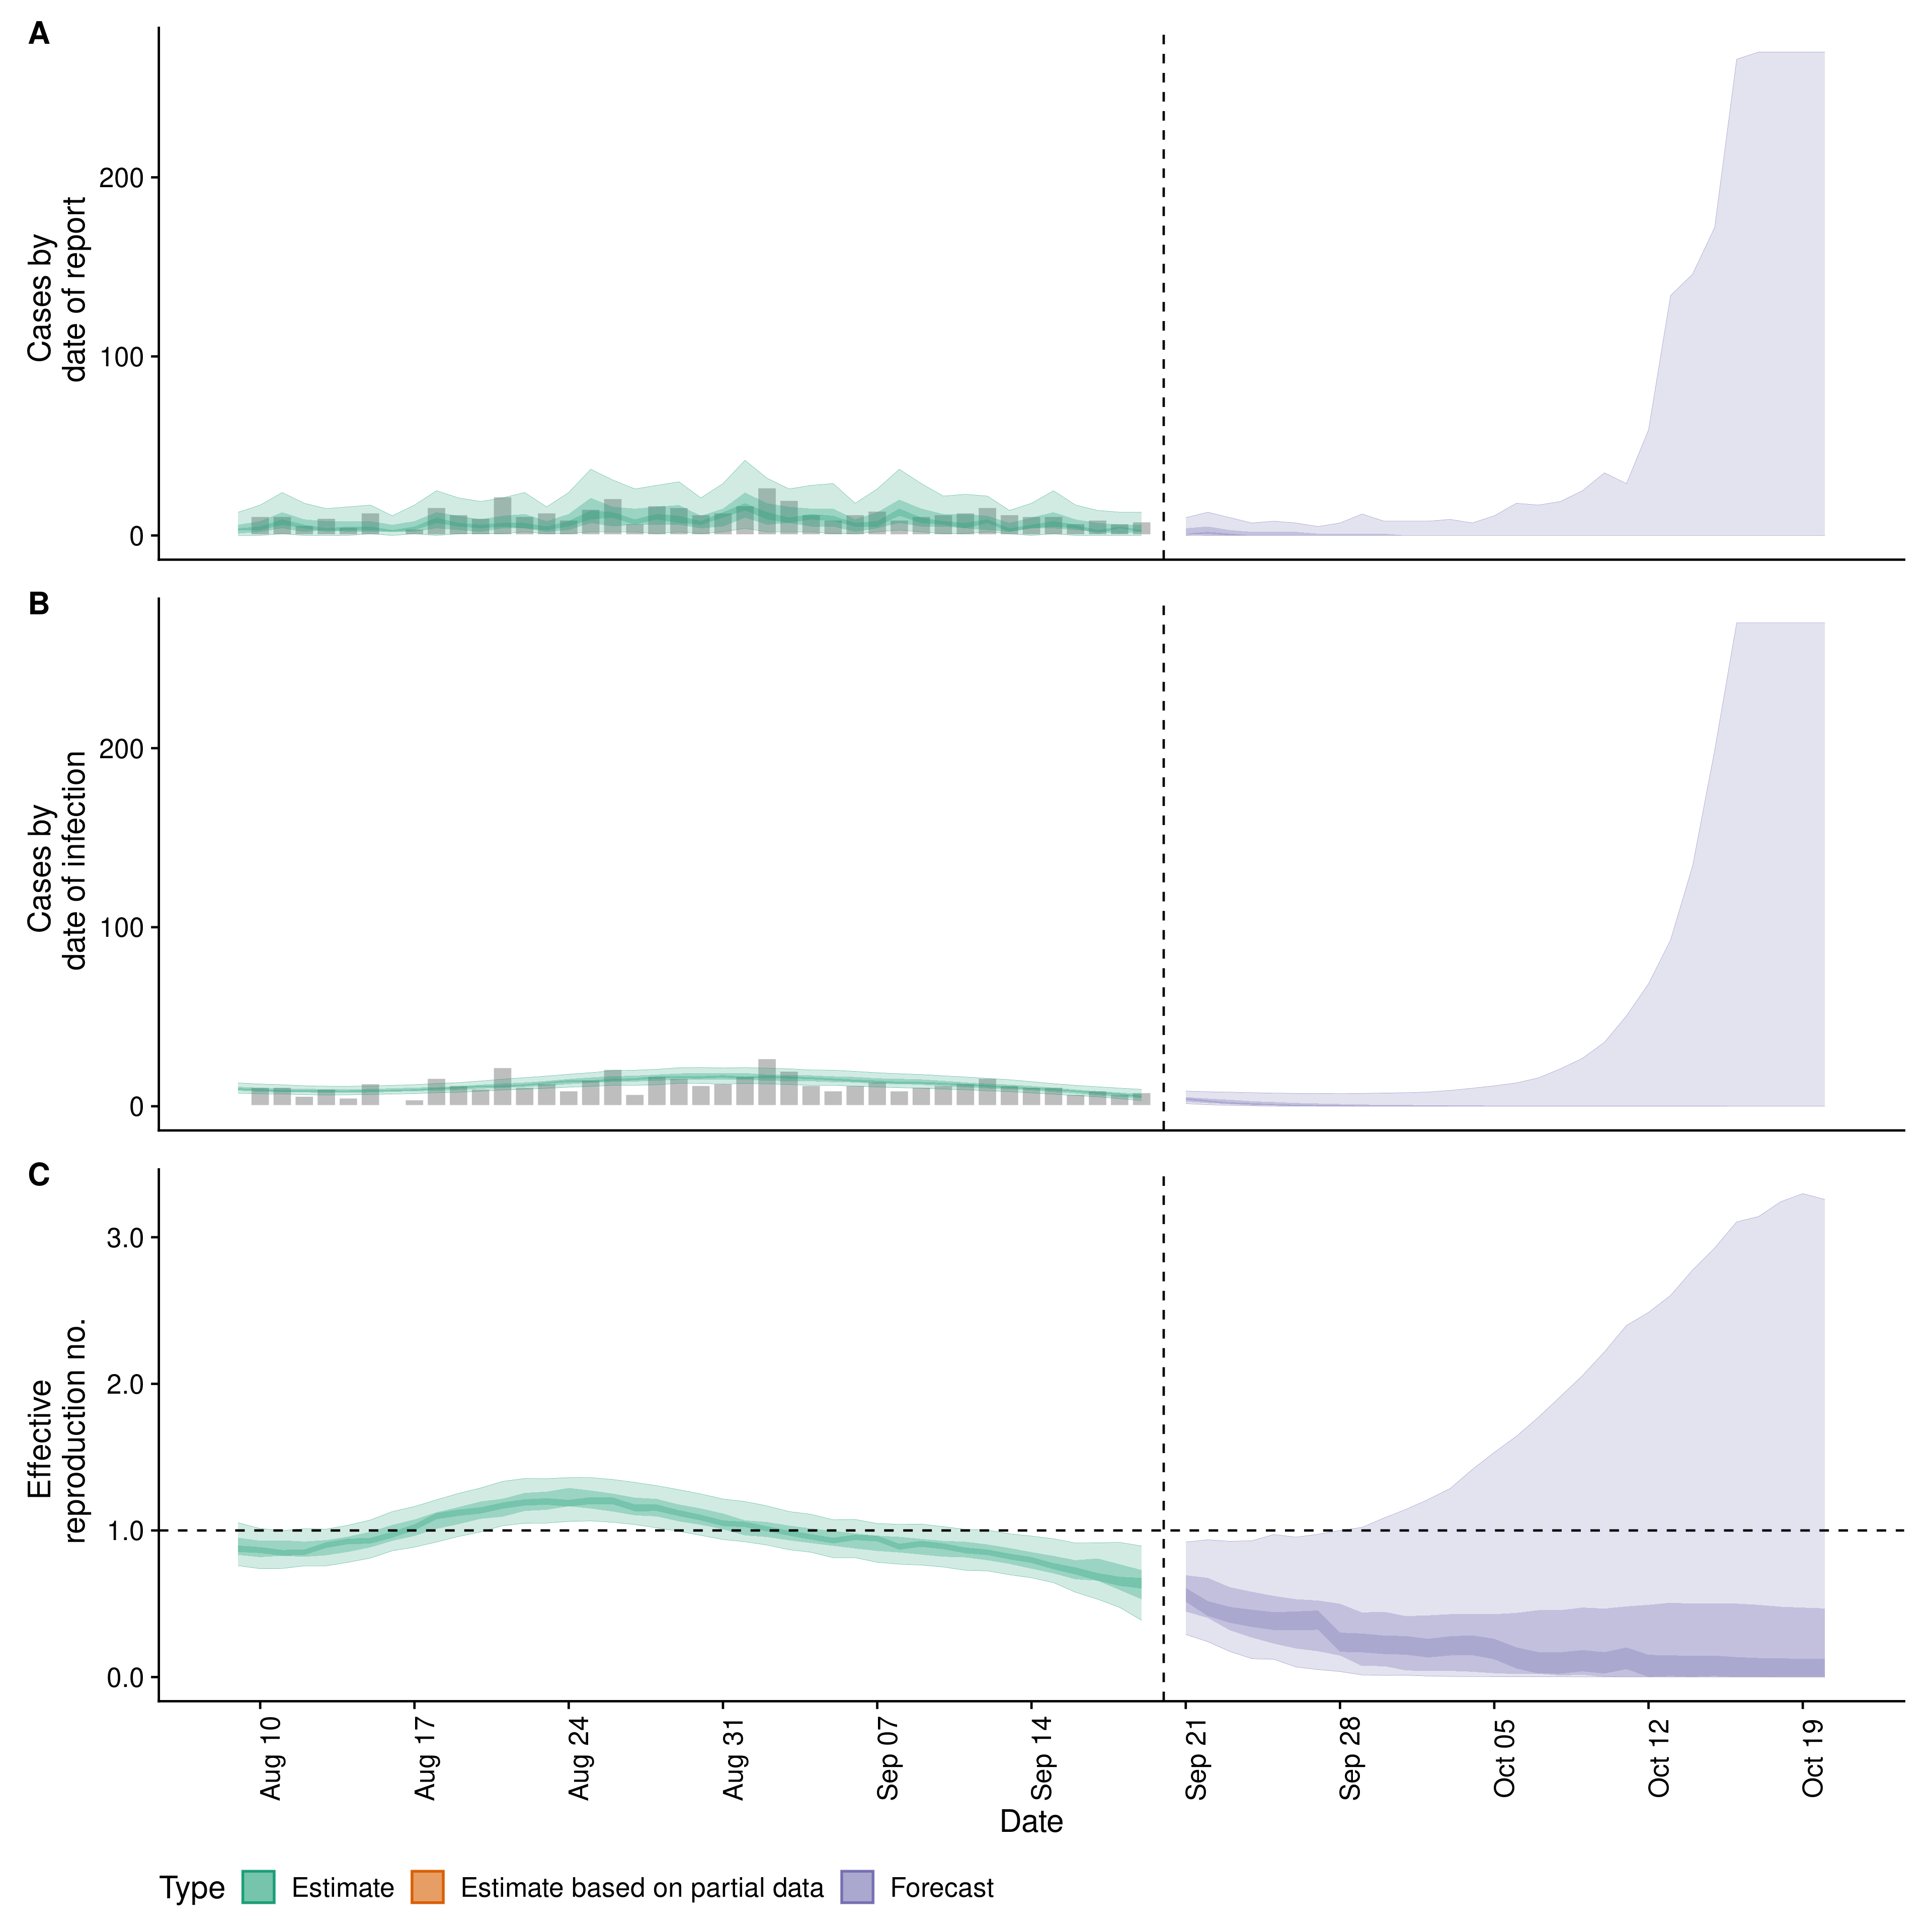 A
Cases by
date of report
200
100
0
B
Cases by
date of infection
200
100
0
C
Effective
reproduction no.
3.0
2.0
1.0
0.0
Aug 10
Aug 17
Aug 24
Aug 31
Sep 07
Sep 14
Sep 21
Sep 28
Oct 05
Oct 12
Oct 19
Date
Type Estimate Estimate based on partial data Forecast